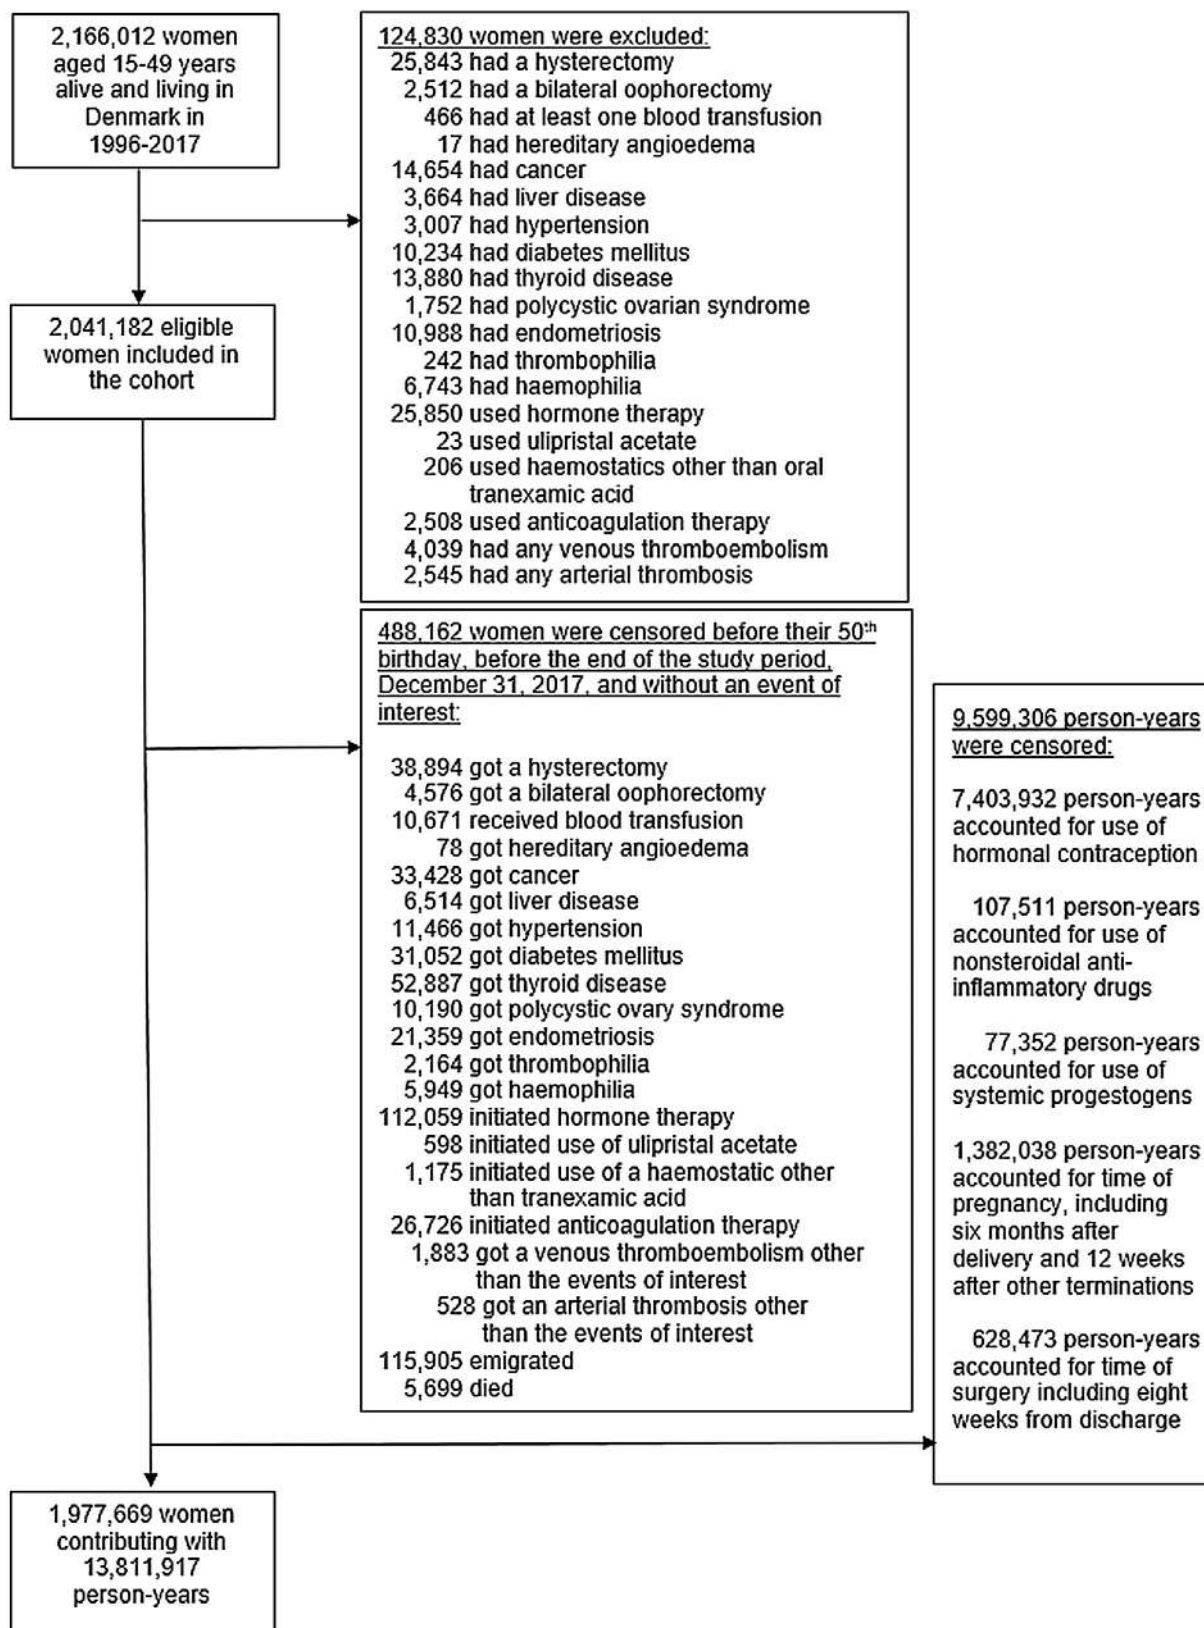 2,166,012 women
aged 15-49 years
alive and living in
Denmark in
1996-2017
124,830 women were excluded:
25,843 had a hysterectomy
2,512 had a bilateral oophorectomy
466 had at least one blood transfusion
17 had hereditary angioedema
14,654 had cancer
3,664 had liver disease
3,007 had hypertension
10,234 had diabetes mellitus
13,880 had thyroid disease
1,752 had polycystic ovarian syndrome
10,988 had endometriosis
242 had thrombophilia
6,743 had haemophilia
25,850 used hormone therapy
23 used ulipristal acetate
206 used haemostatics other than oral
tranexamic acid
2,508 used anticoagulation therapy
4,039 had any venous thromboembolism
2,545 had any arterial thrombosis
2,041,182 eligible
women included in
the cohort
488,162 women were censored before their 50th
birthday, before the end of the study period,
December 31, 2017, and without an event of
interest:
38,894 got a hysterectomy
4,576 got a bilateral oophorectomy
10,671 received blood transfusion
78 got hereditary angioedema
33,428 got cancer
6,514 got liver disease
11,466 got hypertension
31,052 got diabetes mellitus
52,887 got thyroid disease
10,190 got polycystic ovary syndrome
21,359 got endometriosis
2,164 got thrombophilia
5,949 got haemophilia
112,059 initiated hormone therapy
598 initiated use of ulipristal acetate
1,175 initiated use of a haemostatic other
than tranexamic acid
26,726 initiated anticoagulation therapy
1,883 got a venous thromboembolism other
than the events of interest
528 got an arterial thrombosis other
than the events of interest
115,905 emigrated
5,699 died
9,599,306 person-years
were censored:
7,403,932 person-years
accounted for use of
hormonal contraception
107,511 person-years
accounted for use of
nonsteroidal anti-
inflammatory drugs
77,352 person-years
accounted for use of
systemic progestogens
1,382,038 person-years
accounted for time of
pregnancy, including
six months after
delivery and 12 weeks
after other terminations
628,473 person-years
accounted for time of
surgery including eight
weeks from discharge
1,977,669 women
contributing with
13,811,917
person-years